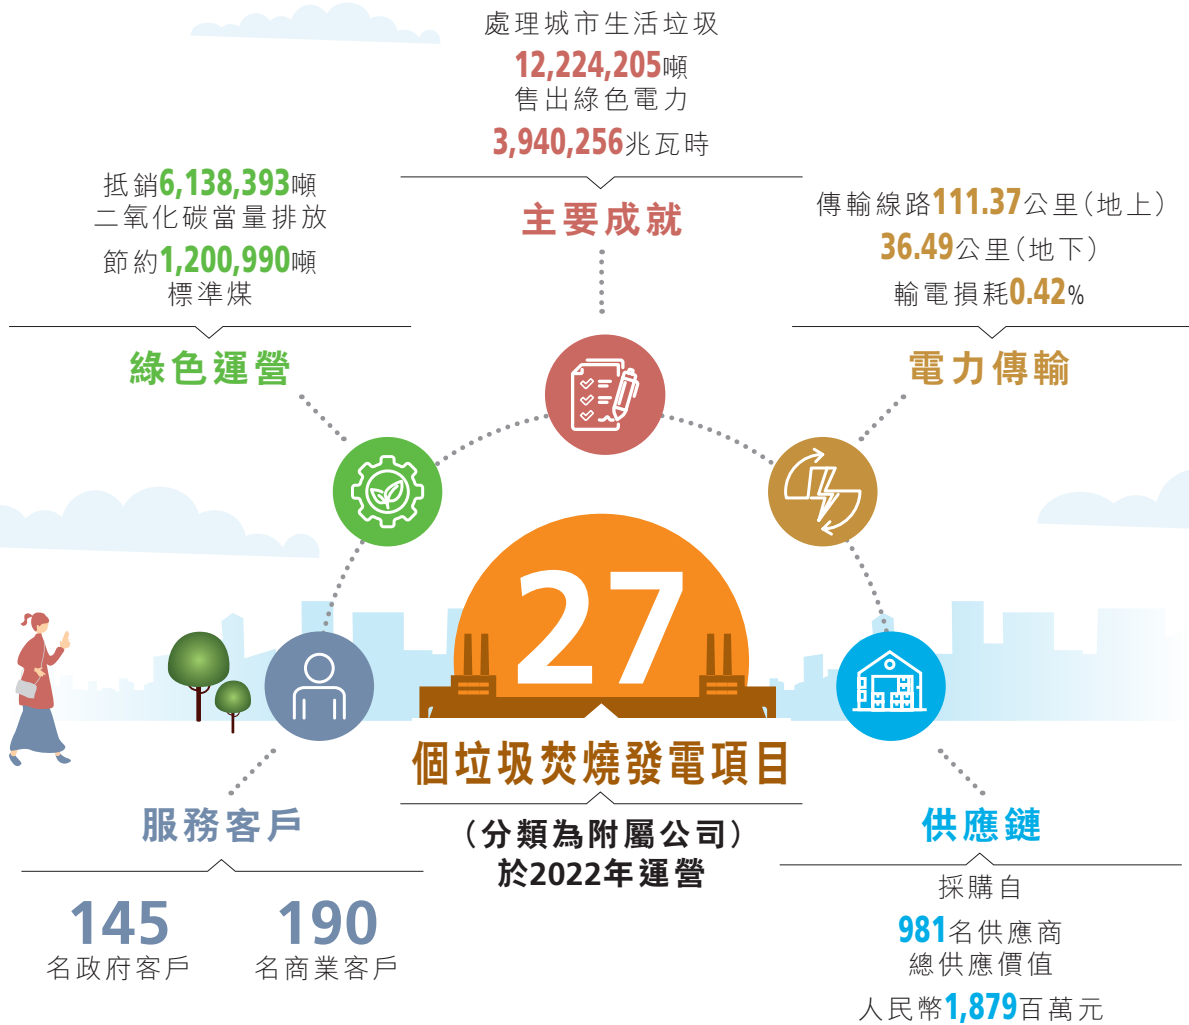 處理城市生活垃圾
12,224,205噸
售出綠色電力
3,940,256兆瓦時
主要成就
抵銷6,138,393噸
二氧化碳當量排放
節約1,200,990噸
標準煤
綠色運營
傳輸線路111.37公里（地上）
36.49公里（地下）
輸電損耗0.42%
電力傳輸
27
個垃圾焚燒發電項目
（分類為附屬公司）
於2022年運營
服務客戶
145
名政府客戶
190
名商業客戶
供應鏈
採購自
981名供應商
總供應價值
人民幣1,879百萬元